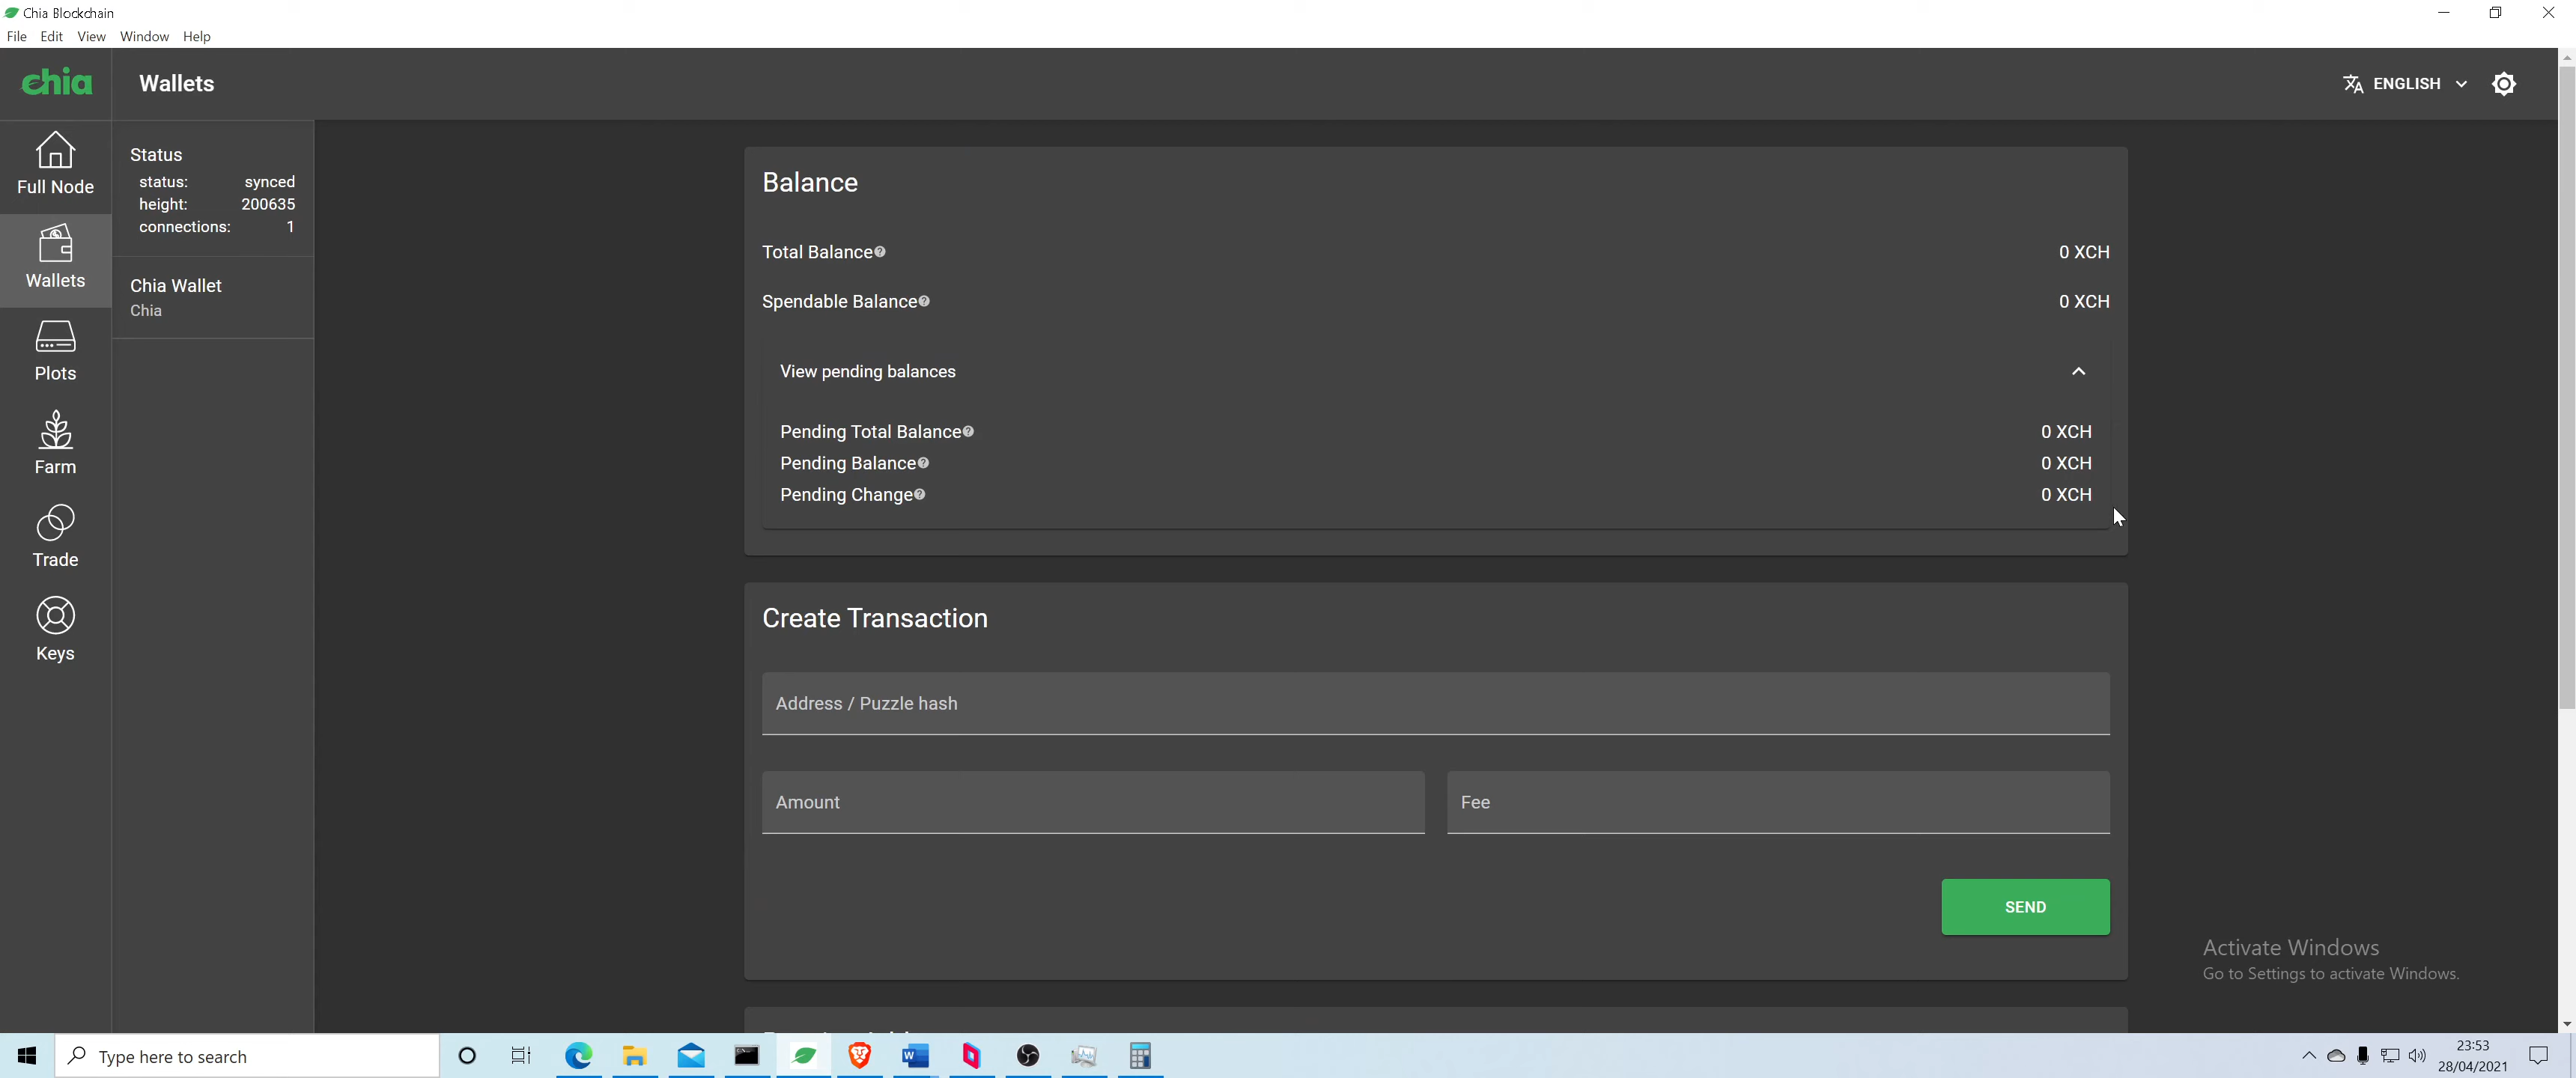 Chia Blockchain
File Edit View Window Help
chia
Wallets
ENGLISH
Full Node
Wallets
Plots
Farm
Trade
Keys
Status
status: synced
height: 200635
connections: 1
Chia Wallet
Chia
Balance
Total Balance? 0 XCH
Spendable Balance? 0 XCH
View pending balances
Pending Total Balance? 0 XCH
Pending Balance? 0 XCH
Pending Change? 0 XCH
Create Transaction
Address / Puzzle hash
Amount
Fee
SEND
Activate Windows
Go to Settings to activate Windows.
Type here to search
23:53
28/04/2021